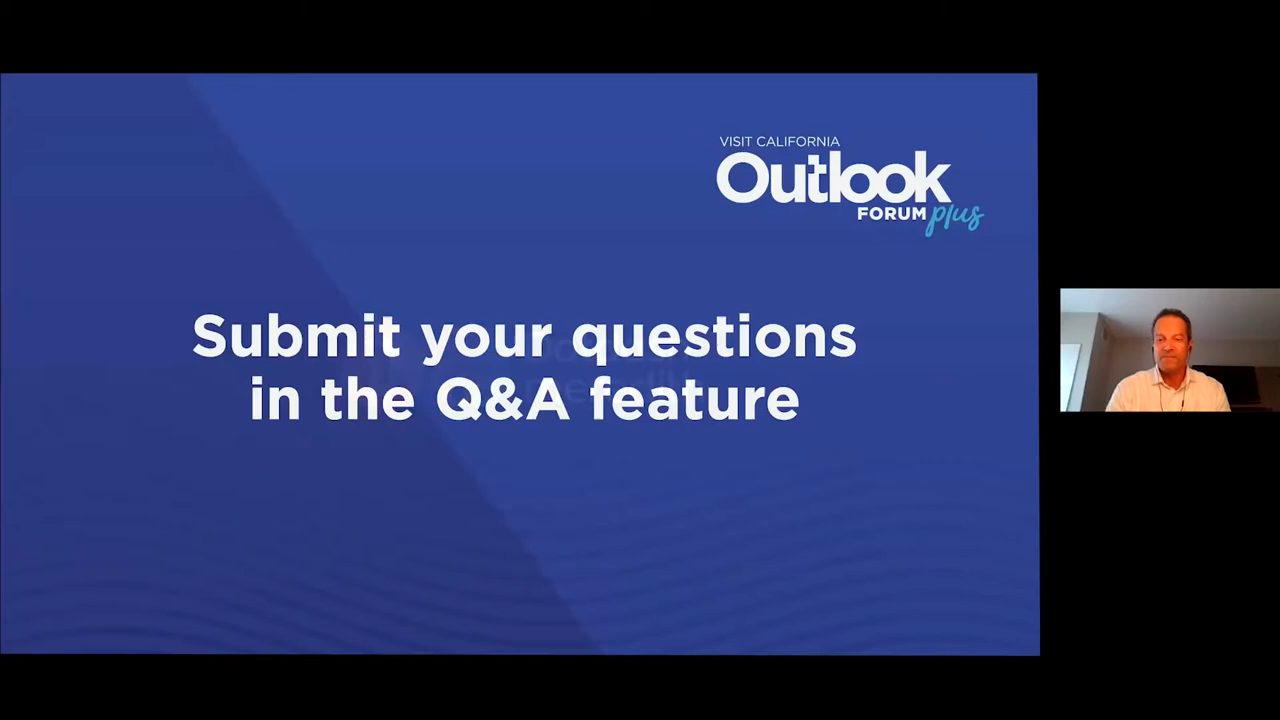 VISIT CALIFORNIA
Outlook
FORUM plus
Submit your questions
in the Q&A feature